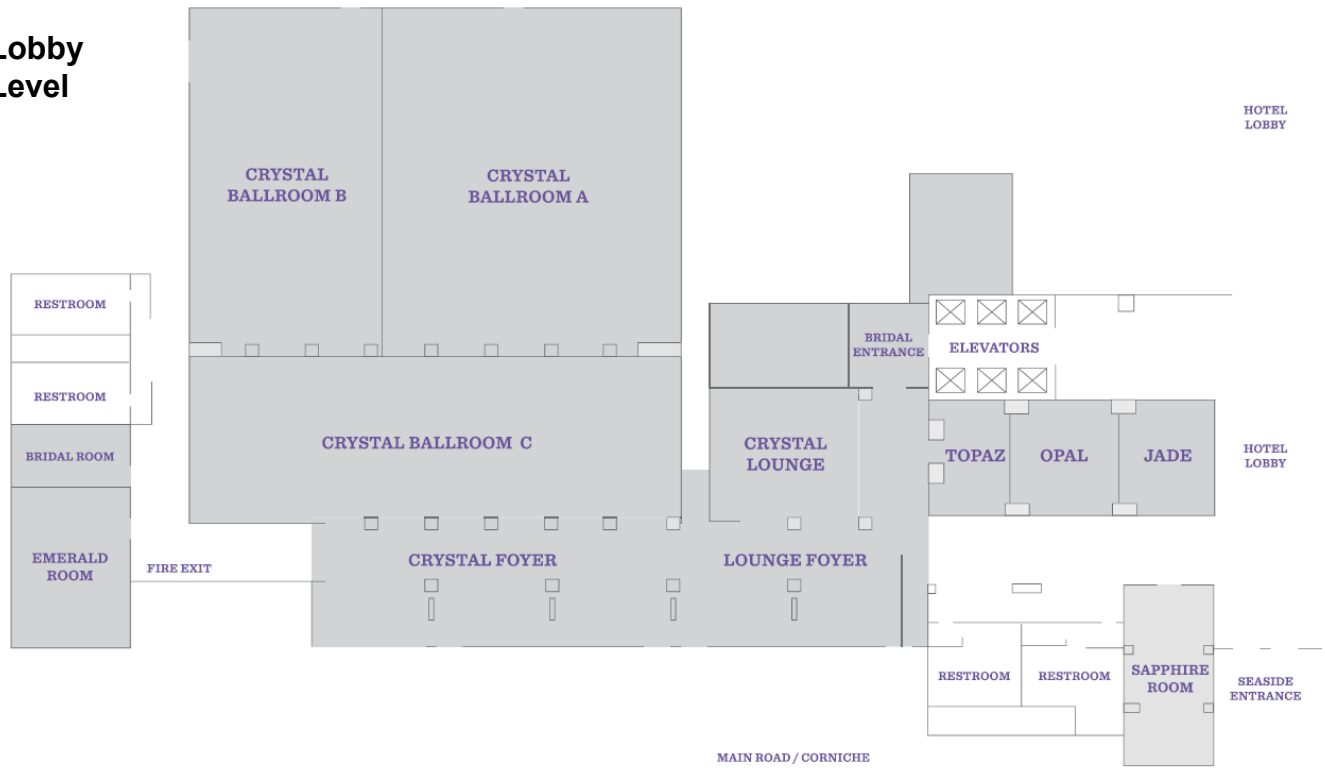 Lobby
Level
HOTEL
LOBBY
CRYSTAL
BALLROOM B
CRYSTAL
BALLROOM A
RESTROOM
BRIDAL
ENTRANCE
ELEVATORS
RESTROOM
BRIDAL ROOM
CRYSTAL BALLROOM C
CRYSTAL
LOUNGE
TOPAZ
OPAL
JADE
HOTEL
LOBBY
EMERALD
ROOM
FIRE EXIT
CRYSTAL FOYER
LOUNGE FOYER
RESTROOM
RESTROOM
SAPPHIRE
ROOM
SEASIDE
ENTRANCE
MAIN ROAD / CORNICHE